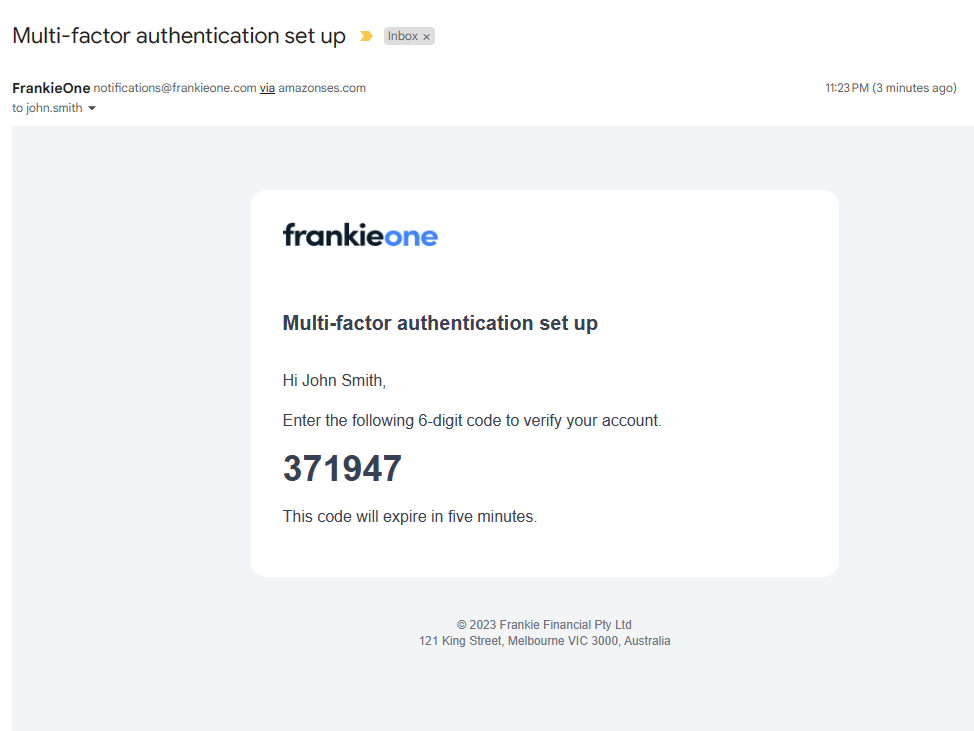 Multi-factor authentication set up Inbox ×
FrankieOne notifications@frankieone.com via amazonses.com 11:23 PM (3 minutes ago)
to john.smith
frankieone
Multi-factor authentication set up
Hi John Smith,
Enter the following 6-digit code to verify your account.
371947
This code will expire in five minutes.
© 2023 Frankie Financial Pty Ltd
121 King Street, Melbourne VIC 3000, Australia